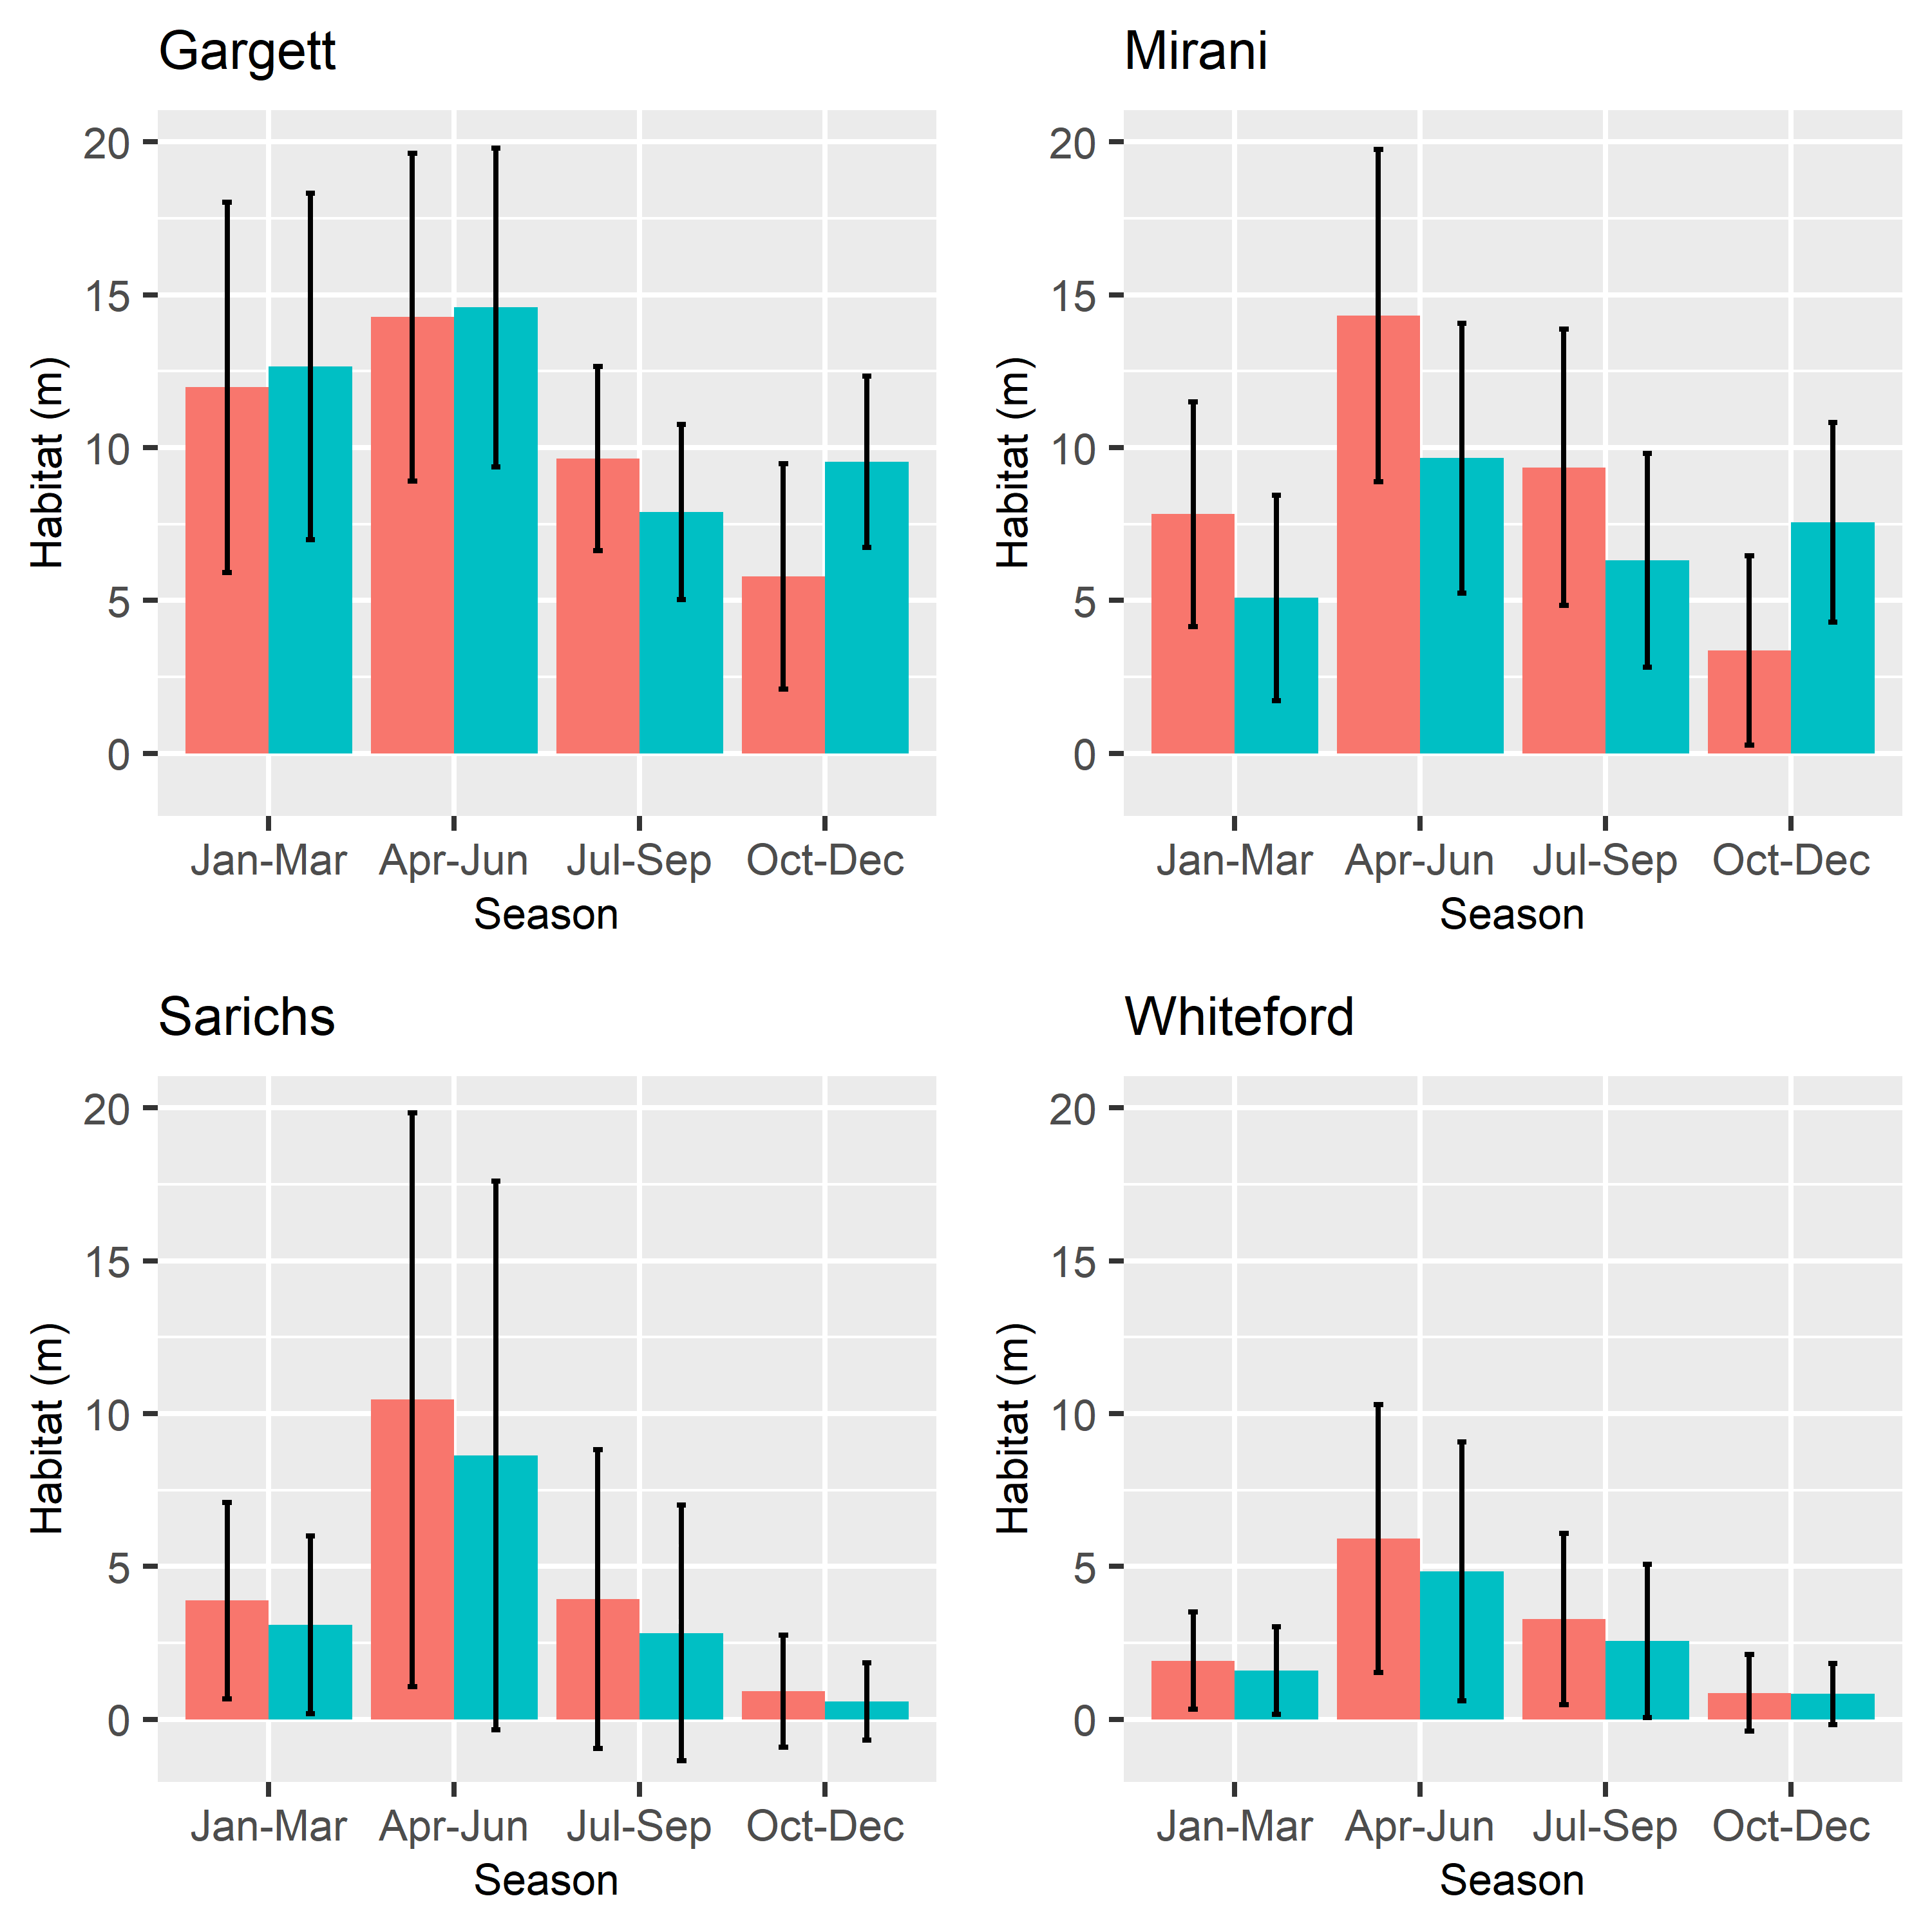 Gargett
Habitat (m)
20
15
10
5
0
Jan-Mar Apr-Jun Jul-Sep Oct-Dec
Season
Mirani
Habitat (m)
20
15
10
5
0
Jan-Mar Apr-Jun Jul-Sep Oct-Dec
Season
Sarichs
Habitat (m)
20
15
10
5
0
Jan-Mar Apr-Jun Jul-Sep Oct-Dec
Season
Whiteford
Habitat (m)
20
15
10
5
0
Jan-Mar Apr-Jun Jul-Sep Oct-Dec
Season